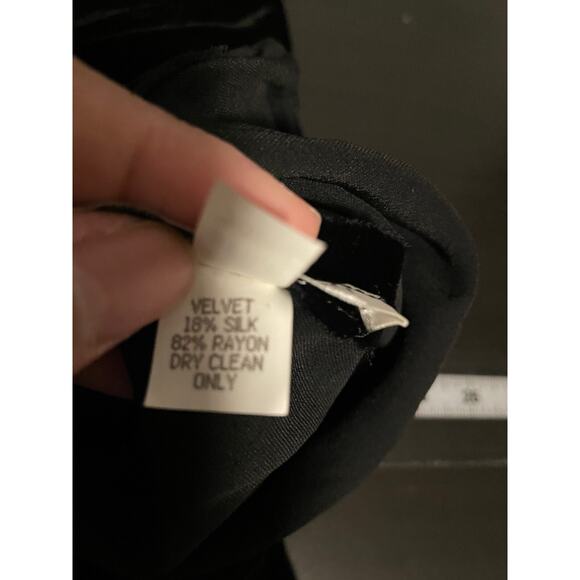 VELVET
18% SILK
82% RAYON
DRY CLEAN
ONLY